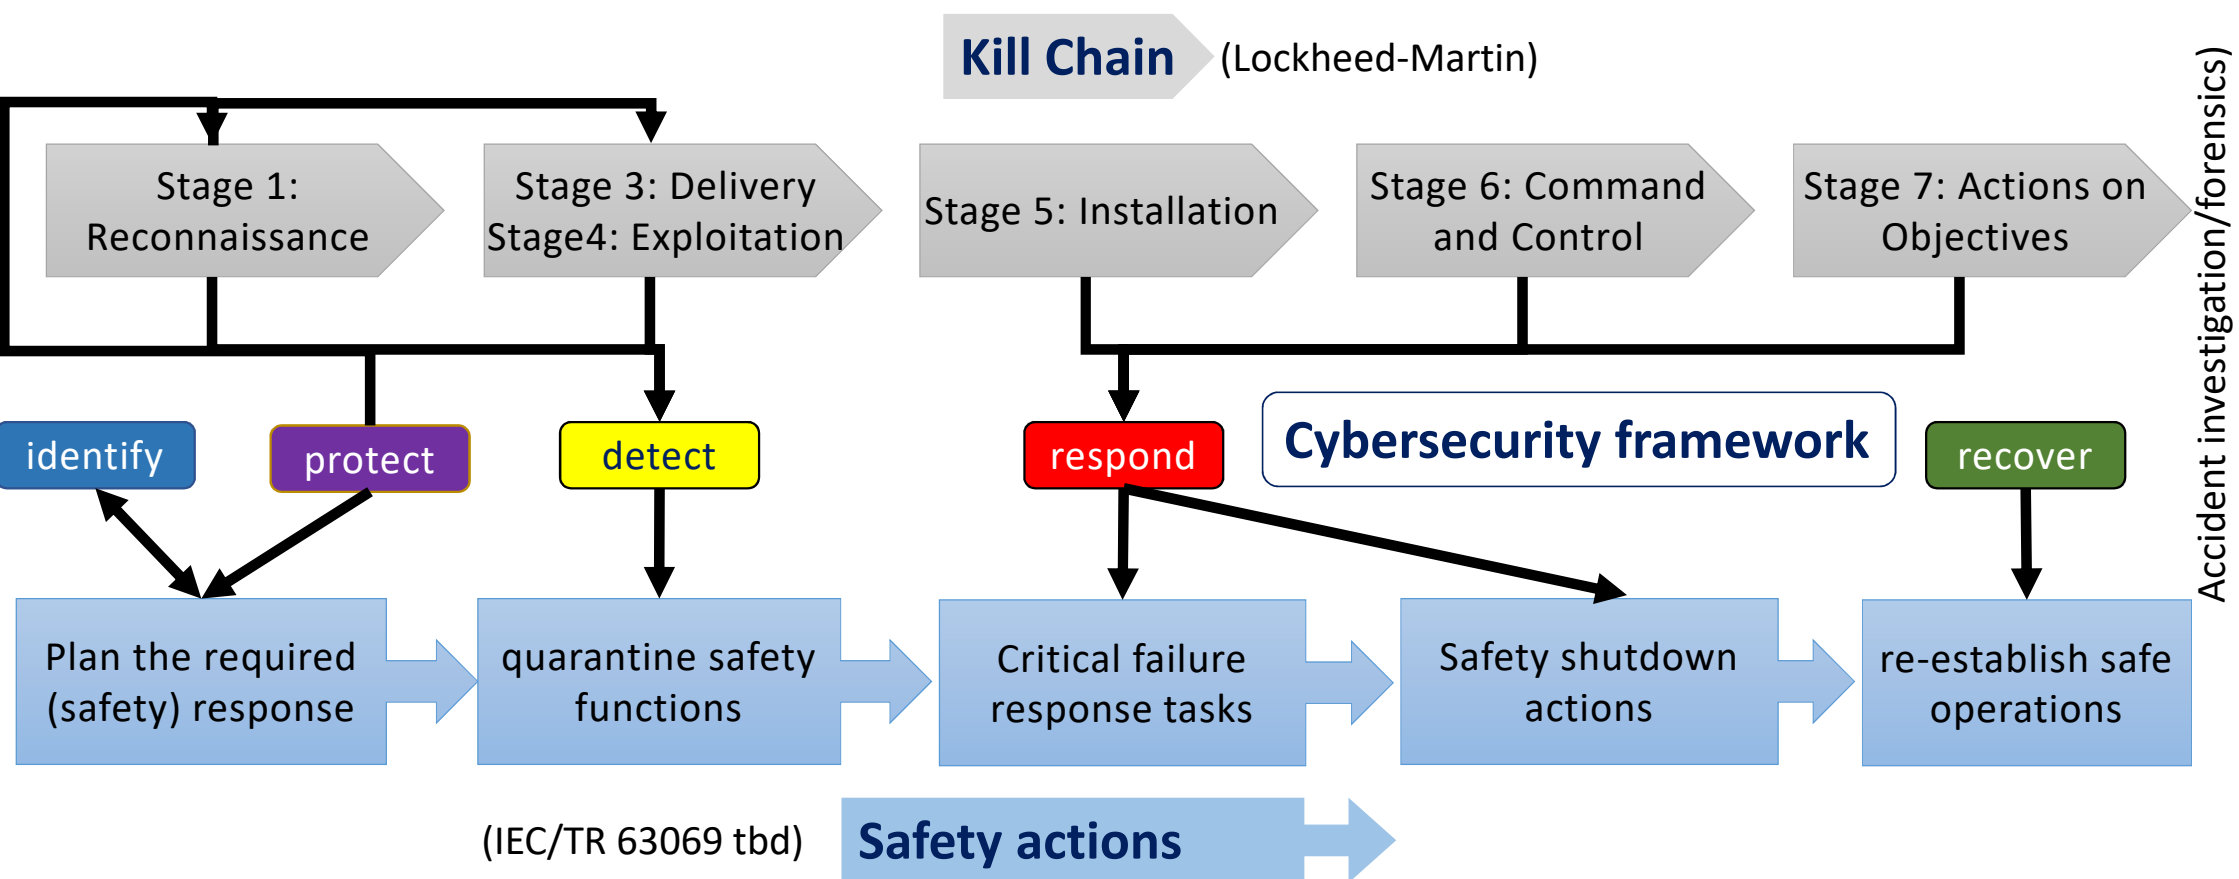 Kill Chain
(Lockheed-Martin)
Stage 1:
Reconnaissance
Stage 3: Delivery
Stage4: Exploitation
Stage 5: Installation
Stage 6: Command
and Control
Stage 7: Actions on
Objectives
Accident investigation/forensics)
identify
protect
detect
respond
Cybersecurity framework
recover
Plan the required
(safety) response
quarantine safety
functions
Critical failure
response tasks
Safety shutdown
actions
re-establish safe
operations
(IEC/TR 63069 tbd)
Safety actions